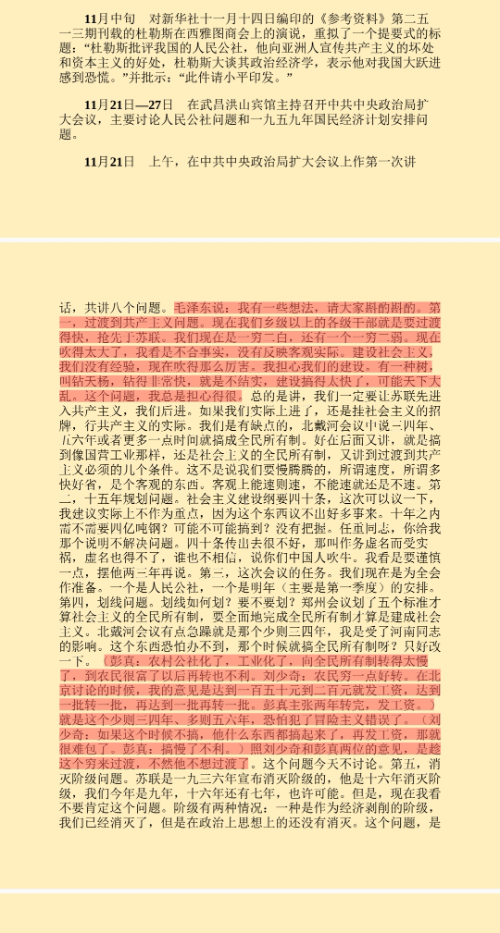 11月中旬　对新华社十一月十四日编印的《参考资料》第二五
一三期刊载的杜勒斯在西雅图商会上的演说，重拟了一个提要式的标
题：“杜勒斯批评我国的人民公社，他向亚洲人宣传共产主义的坏处
和资本主义的好处，杜勒斯大谈其政治经济学，表示他对我国大跃进
感到恐慌。”并批示：“此件请小平印发。”
11月21日—27日　在武昌洪山宾馆主持召开中共中央政治局扩
大会议，主要讨论人民公社问题和一九五九年国民经济计划安排问
题。
11月21日　上午，在中共中央政治局扩大会议上作第一次讲
话，共讲八个问题。毛泽东说：我有一些想法，请大家斟酌斟酌。第
一，过渡到共产主义问题。现在我们乡级以上的各级干部就是要过渡
得快，抢先于苏联。我们现在是一穷二白，还有一个一穷二弱。现在
吹得太大了，我看是不合事实，没有反映客观实际。建设社会主义，
我们没有经验，现在吹得那么厉害。我担心我们的建设。有一种树，
叫钻天杨，钻得非常快，就是不结实，建设搞得太快了，可能天下大
乱。这个问题，我总是担心得很。总的是讲，我们一定要让苏联先进
入共产主义，我们后进。如果我们实际上进了，还是挂社会主义的招
牌，行共产主义的实际。我们是有缺点的，北戴河会议中说三四年、
五六年或者更多一点时间就搞成全民所有制。好在后面又讲，就是搞
到像国营工业那样，还是社会主义的全民所有制，又讲到过渡到共产
主义必须的几个条件。这不是说我们要慢腾腾的，所谓速度，所谓多
快好省，是个客观的东西。客观上能速则速，不能速就还是不速。第
二，十五年规划问题。社会主义建设纲要四十条，这次可以议一下，
我建议实际上不作为重点，因为这个东西议不出好多事来。十年之内
需不需要四亿吨钢？可能不可能搞到？没有把握。任重同志，你给我
那个说明不解决问题。四十条传出去很不好，那叫作务虚名而受实
祸，虚名也得不了，谁也不相信，说你们中国人吹牛。我看是要谨慎
一点，摆他两三年再说。第三，这次会议的任务。我们现在是为全会
作准备。一个是人民公社，一个是明年（主要是第一季度）的安排。
第四，划线问题。划线如何划？要不要划？郑州会议划了五个标准才
算社会主义的全民所有制，要全面地完成全民所有制才算是建成社会
主义。北戴河会议有点急躁就是那个少则三四年，我是受了河南同志
的影响。这个东西恐怕办不到，那个时候就搞全民所有制呀？只好改
一下。（彭真：农村公社化了，工业化了，向全民所有制转得太慢
了，到农民很富了以后再转也不利。刘少奇：农民穷一点好转。在北
京讨论的时候，我的意见是达到一百五十元到二百元就发工资，达到
一批转一批，再达到一批再转一批。彭真主张两年转完，发工资。）
就是这个少则三四年、多则五六年，恐怕犯了冒险主义错误了。（刘
少奇：如果这个时候不搞，他什么东西都搞起来了，再发工资，那就
很难包了。彭真：搞慢了不利。）照刘少奇和彭真两位的意见，是趁
这个穷来过渡，不然他不想过渡了。这个问题今天不讨论。第五，消
灭阶级问题。苏联是一九三六年宣布消灭阶级的，他是十六年消灭阶
级，我们今年是九年，十六年还有七年，也许可能。但是，现在我看
不要肯定这个问题。阶级有两种情况：一种是作为经济剥削的阶级，
我们已经消灭了，但是在政治上思想上的还没有消灭。这个问题，是